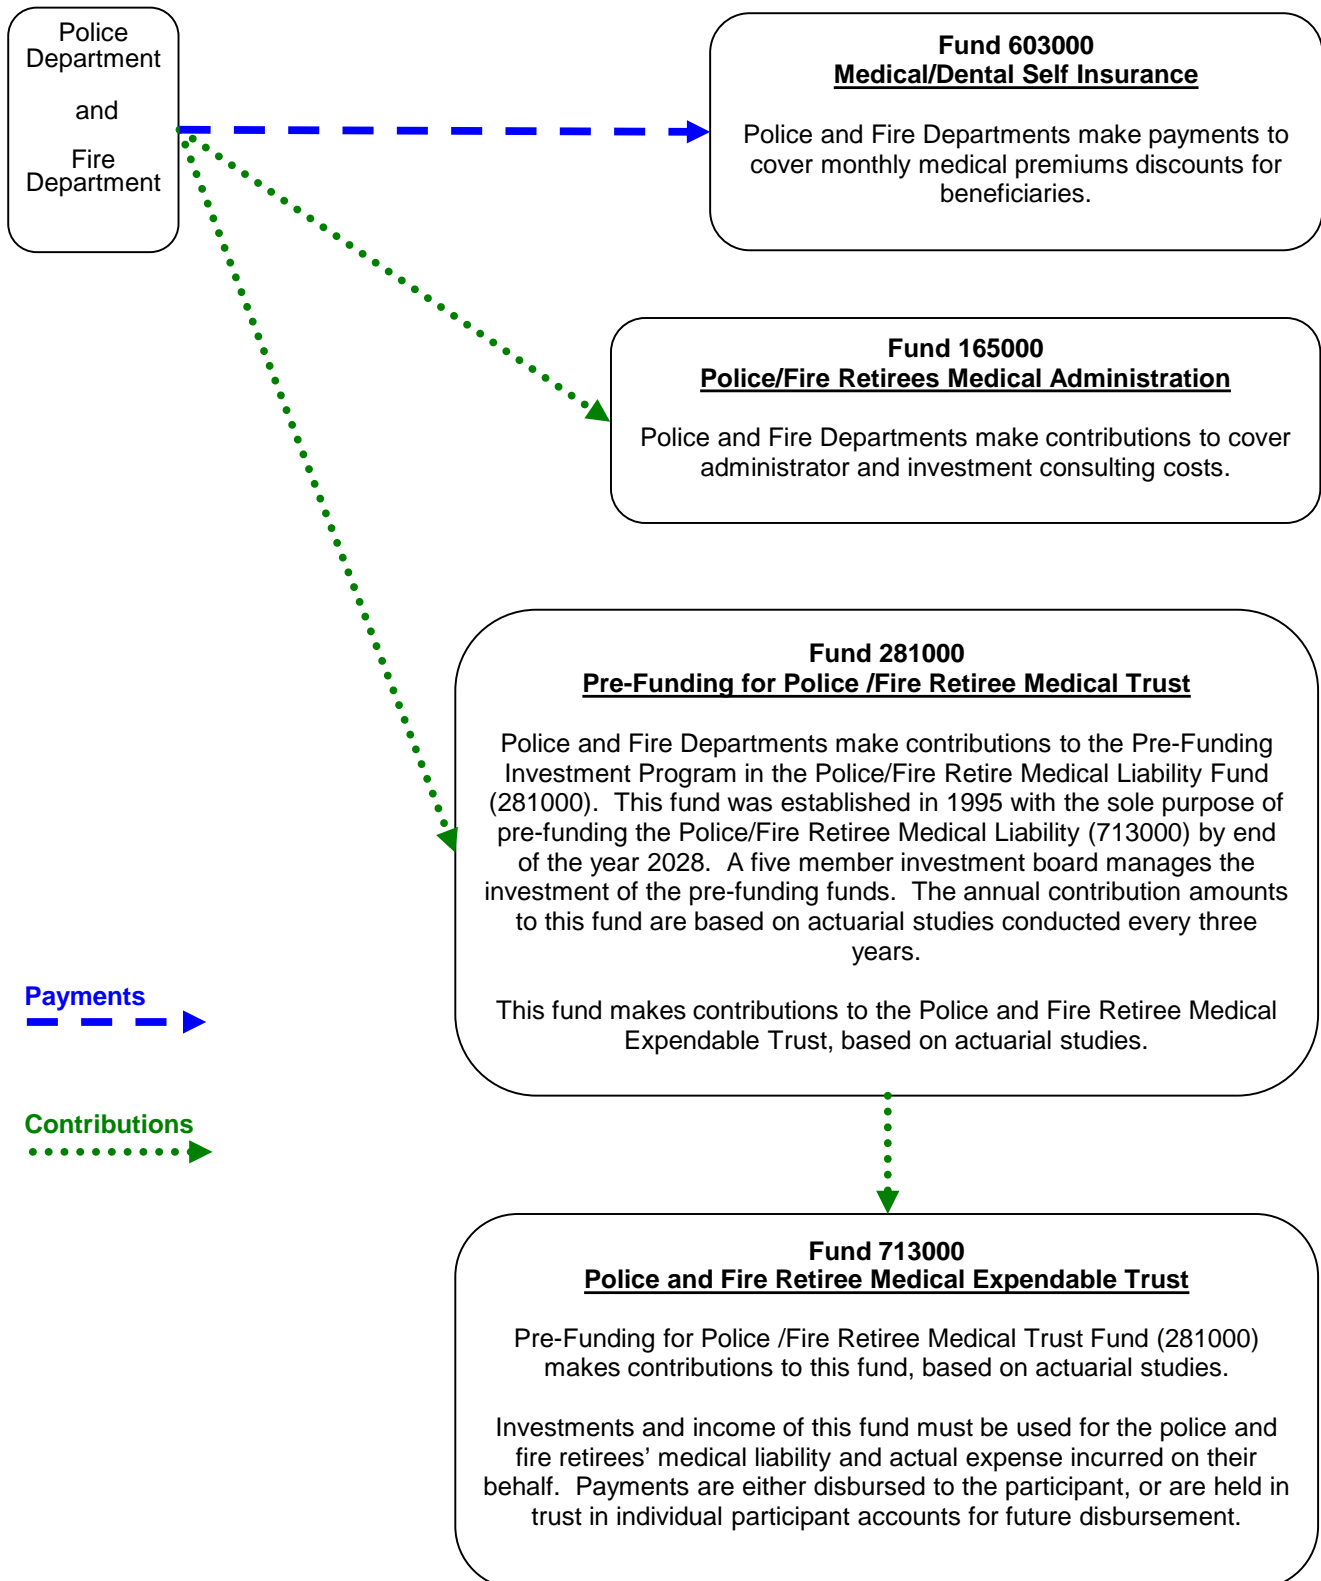 Police
Department
and
Fire
Department
Fund 603000
Medical/Dental Self Insurance
Police and Fire Departments make payments to
cover monthly medical premiums discounts for
beneficiaries.
Fund 165000
Police/Fire Retirees Medical Administration
Police and Fire Departments make contributions to cover
administrator and investment consulting costs.
Fund 281000
Pre-Funding for Police /Fire Retiree Medical Trust
Police and Fire Departments make contributions to the Pre-Funding
Investment Program in the Police/Fire Retire Medical Liability Fund
(281000).  This fund was established in 1995 with the sole purpose of
pre-funding the Police/Fire Retiree Medical Liability (713000) by end
of the year 2028.  A five member investment board manages the
investment of the pre-funding funds.  The annual contribution amounts
to this fund are based on actuarial studies conducted every three
years.
This fund makes contributions to the Police and Fire Retiree Medical
Expendable Trust, based on actuarial studies.
Payments
Contributions
Fund 713000
Police and Fire Retiree Medical Expendable Trust
Pre-Funding for Police /Fire Retiree Medical Trust Fund (281000)
makes contributions to this fund, based on actuarial studies.
Investments and income of this fund must be used for the police and
fire retirees’ medical liability and actual expense incurred on their
behalf.  Payments are either disbursed to the participant, or are held in
trust in individual participant accounts for future disbursement.